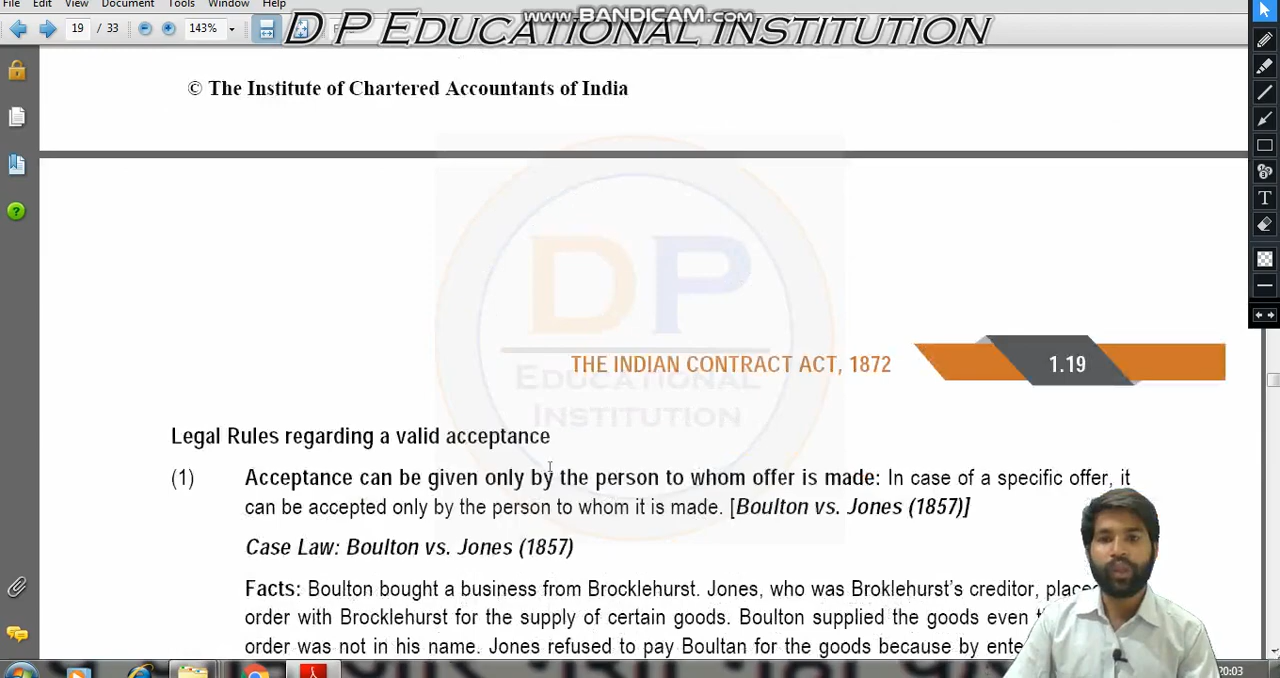 File Edit View Document Tools Window Help
www.BANDICAM.com
D P EDUCATIONAL INSTITUTION
19 / 33 143%
© The Institute of Chartered Accountants of India
DP
EDUCATIONAL
INSTITUTION
THE INDIAN CONTRACT ACT, 1872 1.19
Legal Rules regarding a valid acceptance
(1) Acceptance can be given only by the person to whom offer is made: In case of a specific offer, it
can be accepted only by the person to whom it is made. [Boulton vs. Jones (1857)]
Case Law: Boulton vs. Jones (1857)
Facts: Boulton bought a business from Brocklehurst. Jones, who was Broklehurst's creditor,
order with Brocklehurst for the supply of certain goods. Boulton supplied the goods even
order was not in his name. Jones refused to pay Boultan for the goods because by
20:03